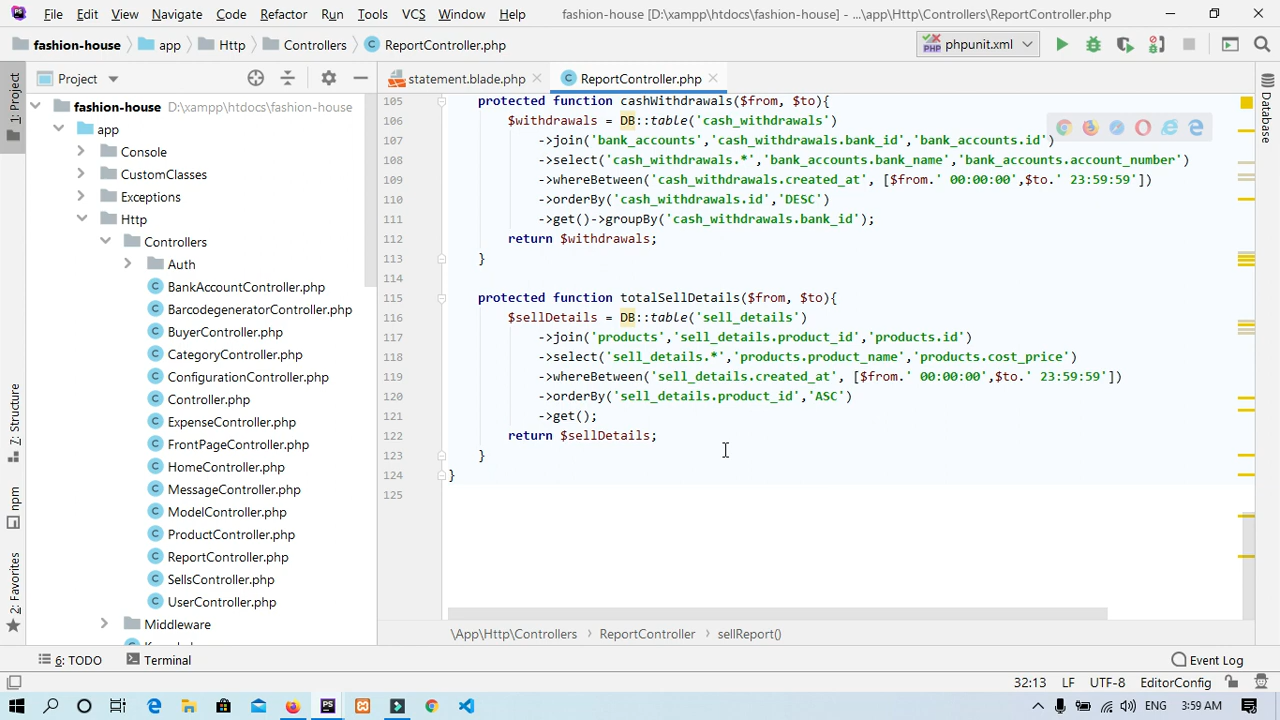 File Edit View Navigate Code Refactor Run Tools VCS Window Help fashion-house [D:\xampp\htdocs\fashion-house] - ...\app\Http\Controllers\ReportController.php
fashion-house app Http Controllers ReportController.php phpunit.xml
Project statement.blade.php ReportController.php
1: Project
7: Structure
npm
2: Favorites
Database
fashion-house D:\xampp\htdocs\fashion-house
app
Console
CustomClasses
Exceptions
Http
Controllers
Auth
BankAccountController.php
BarcodegeneratorController.php
BuyerController.php
CategoryController.php
ConfigurationController.php
Controller.php
ExpenseController.php
FrontPageController.php
HomeController.php
MessageController.php
ModelController.php
ProductController.php
ReportController.php
SellsController.php
UserController.php
Middleware
105 protected function cashWithdrawals($from, $to){
106 $withdrawals = DB::table('cash_withdrawals')
107 ->join('bank_accounts','cash_withdrawals.bank_id','bank_accounts.id')
108 ->select('cash_withdrawals.*','bank_accounts.bank_name','bank_accounts.account_number')
109 ->whereBetween('cash_withdrawals.created_at', [$from.' 00:00:00',$to.' 23:59:59'])
110 ->orderBy('cash_withdrawals.id','DESC')
111 ->get()->groupBy('cash_withdrawals.bank_id');
112 return $withdrawals;
113 }
114
115 protected function totalSellDetails($from, $to){
116 $sellDetails = DB::table('sell_details')
117 ->join('products','sell_details.product_id','products.id')
118 ->select('sell_details.*','products.product_name','products.cost_price')
119 ->whereBetween('sell_details.created_at', [$from.' 00:00:00',$to.' 23:59:59'])
120 ->orderBy('sell_details.product_id','ASC')
121 ->get();
122 return $sellDetails;
123 }
124 }
125
\App\Http\Controllers › ReportController › sellReport()
6: TODO Terminal Event Log
32:13 LF UTF-8 EditorConfig
ENG 3:59 AM